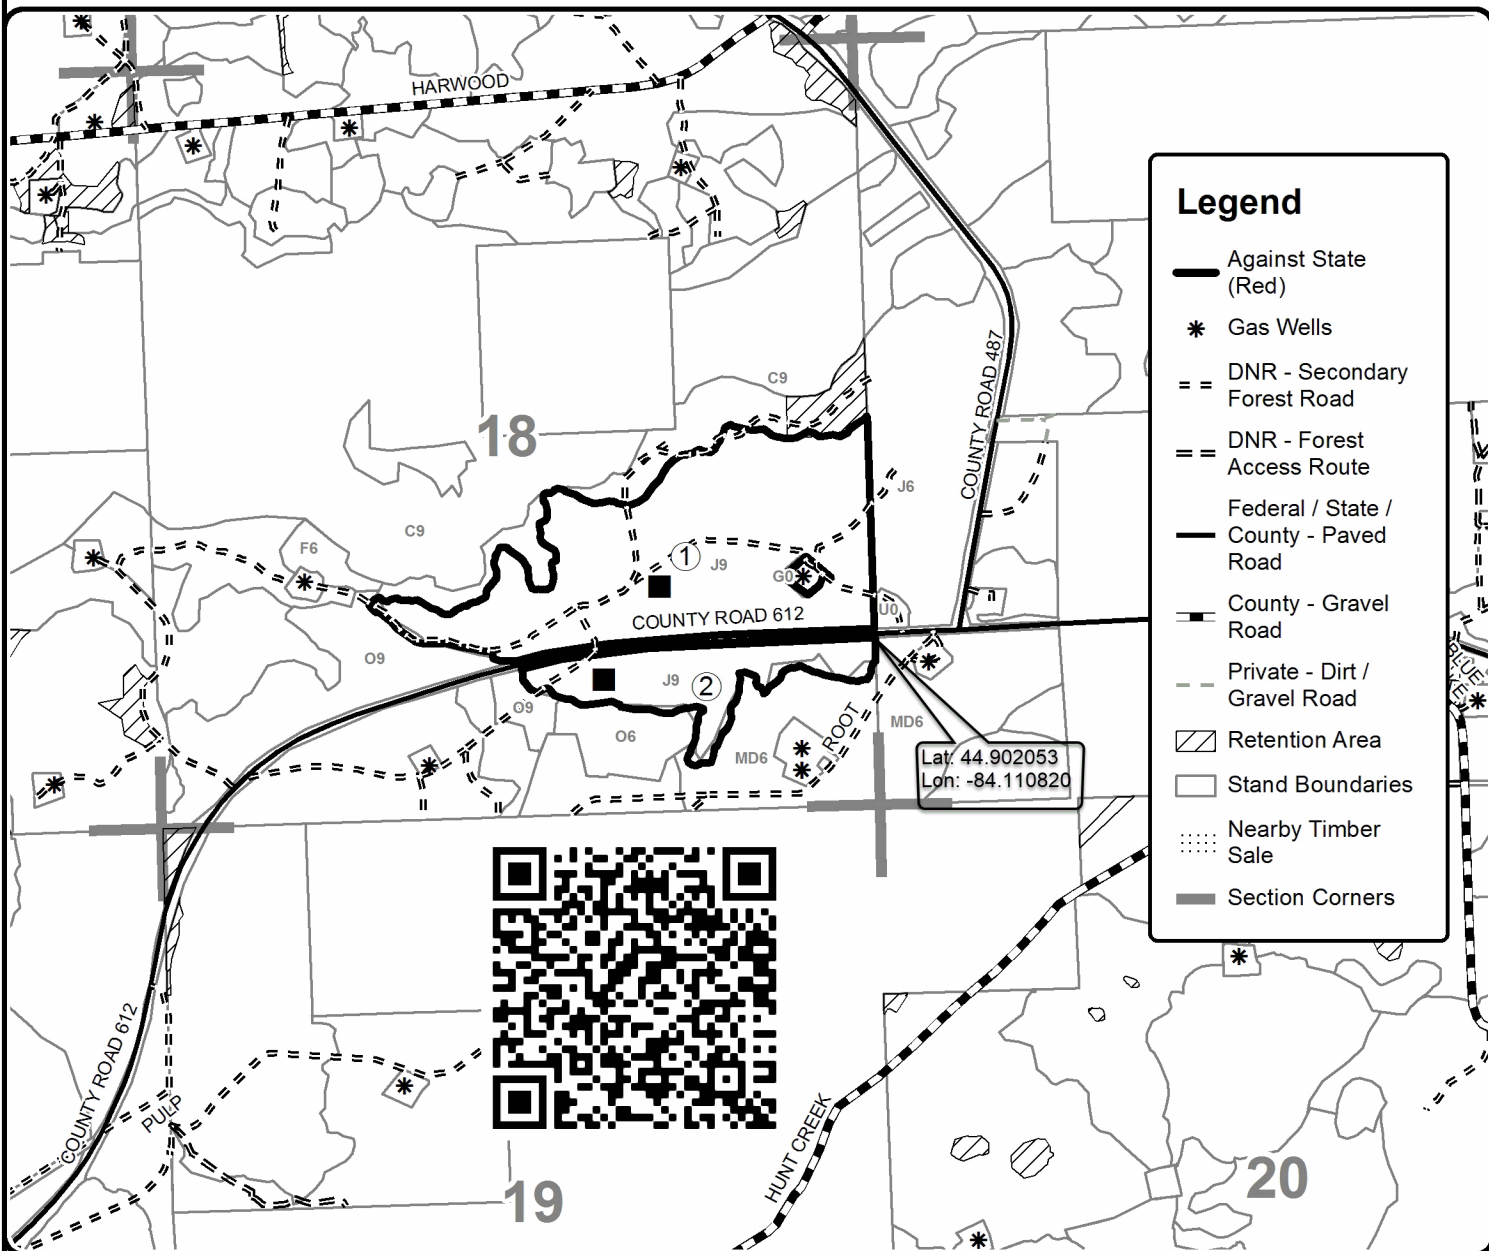 HARWOOD
Legend
Against State
(Red)
Gas Wells
DNR - Secondary
Forest Road
DNR - Forest
Access Route
Federal / State /
County - Paved
Road
County - Gravel
Road
Private - Dirt /
Gravel Road
Retention Area
Stand Boundaries
Nearby Timber
Sale
Section Corners
COUNTY ROAD 487
C9
18
J6
C9
F6
1
J9
G0
U0
COUNTY ROAD 612
O9
J9
2
O9
O6
MD6
ROOT
MD6
BLUE
LAKE
Lat: 44.902053
Lon: -84.110820
COUNTY ROAD 612
PULP
HUNT CREEK
19
20